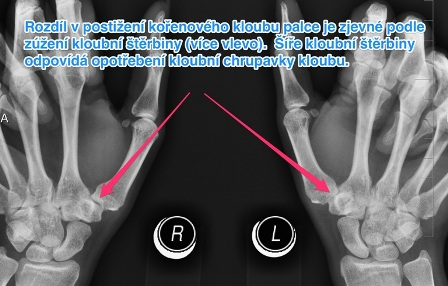 Rozdíl v postižení kořenového kloubu palce je zjevné podle
zúžení kloubní štěrbiny (více vlevo).  Šíře kloubní štěrbiny
odpovídá opotřebení kloubní chrupavky kloubu.
A
R
L